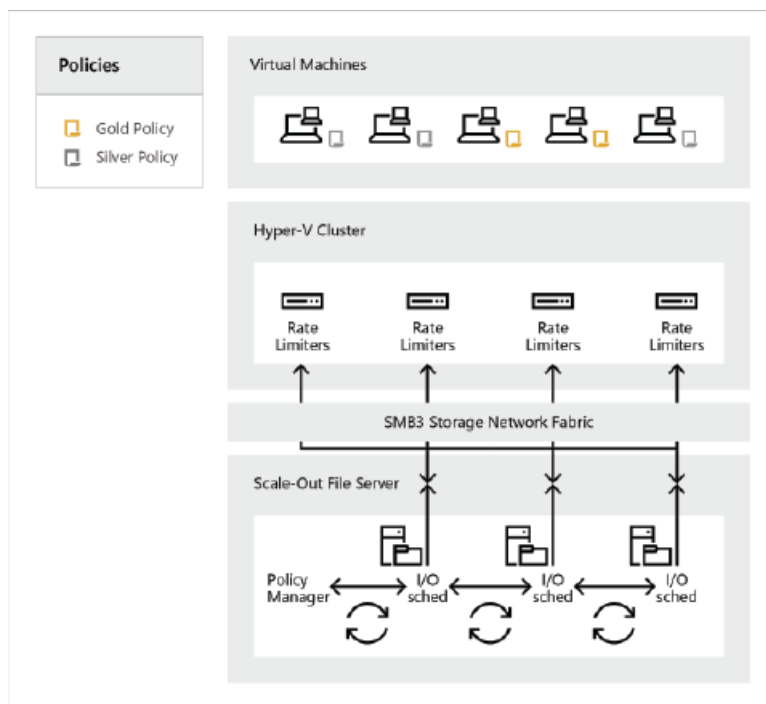 Policies
Gold Policy
Silver Policy
Virtual Machines
Hyper-V Cluster
Rate
Limiters
Rate
Limiters
Rate
Limiters
Rate
Limiters
SMB3 Storage Network Fabric
Scale-Out File Server
Policy
Manager
I/O
sched
I/O
sched
I/O
sched